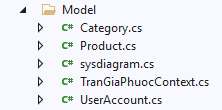 Model
C# Category.cs
C# Product.cs
C# sysdiagram.cs
C# TranGiaPhuocContext.cs
C# UserAccount.cs